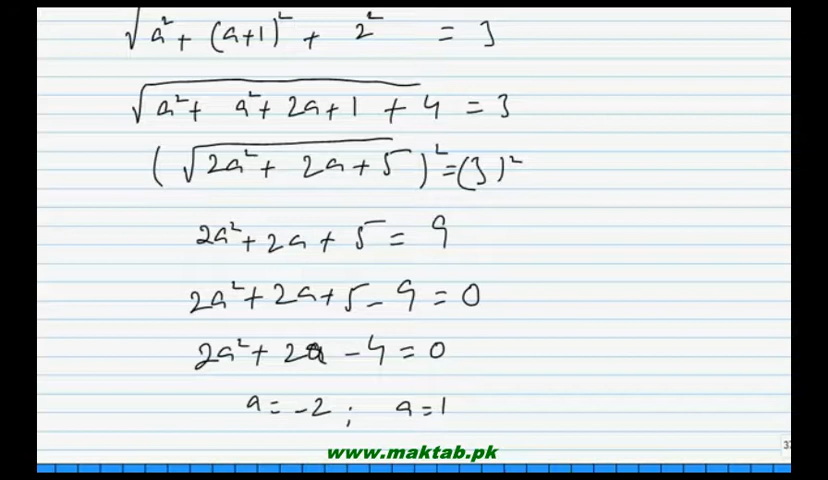 √a² + (a+1)² + 2² = 3
√a² + a² + 2a + 1 + 4 = 3
(√2a² + 2a + 5)² = (3)²
2a² + 2a + 5 = 9
2a² + 2a + 5 - 9 = 0
2a² + 2a - 4 = 0
a = -2 ; a = 1
www.maktab.pk